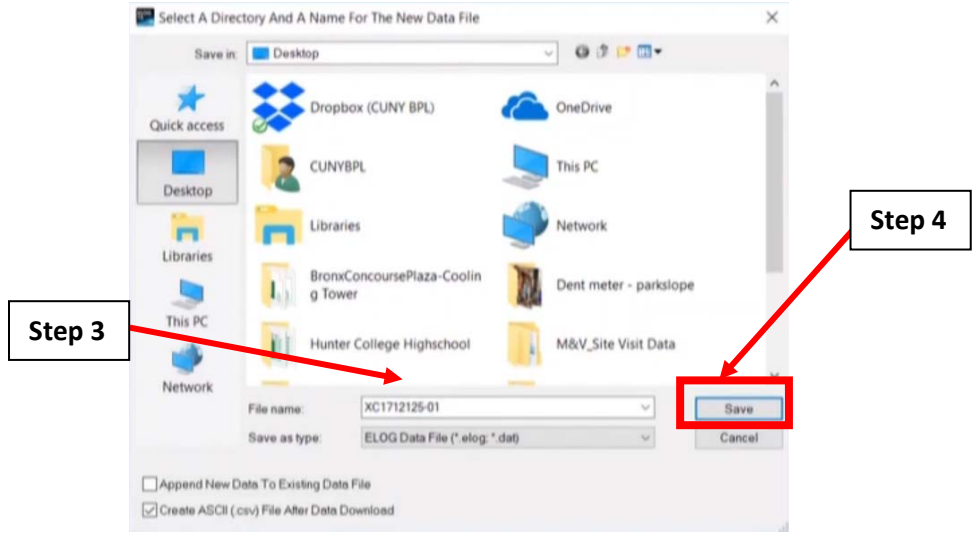 Select A Directory And A Name For The New Data File
Save in:
Desktop
Quick access
Desktop
Libraries
This PC
Network
Dropbox (CUNY BPL)
OneDrive
CUNYBPL
This PC
Libraries
Network
BronxConcoursePlaza-Coolin
g Tower
Dent meter - parkslope
Hunter College Highschool
M&V_Site Visit Data
Step 3
Step 4
File name:
XC1712125-01
Save
Save as type:
ELOG Data File (*.elog; *.dat)
Cancel
Append New Data To Existing Data File
Create ASCII (.csv) File After Data Download